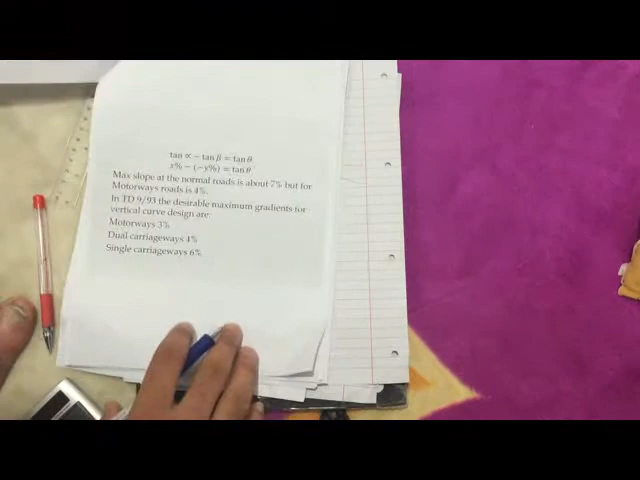 tan ∝ − tan β = tan θ
x% − (−y%) = tan θ
Max slope at the normal roads is about 7% but for
Motorways roads is 4%.
In TD 9/93 the desirable maximum gradients for
vertical curve design are:
Motorways 3%
Dual carriageways 4%
Single carriageways 6%